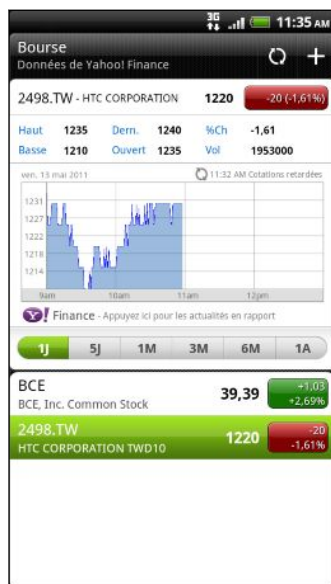 3G 11:35 AM
Bourse
Données de Yahoo! Finance
2498.TW - HTC CORPORATION 1220 -20 (-1,61%)
Haut 1235 Dern. 1240 %Ch -1,61
Basse 1210 Ouvert 1235 Vol 1953000
ven. 13 mai 2011 11:32 AM Cotations retardées
1231
1227
1222
1218
1214
9am 10am 11am 12pm
Y! Finance - Appuyez ici pour les actualités en rapport
1J 5J 1M 3M 6M 1A
BCE 39,39 +1,03
BCE, Inc. Common Stock +2,69%
2498.TW 1220 -20
HTC CORPORATION TWD10 -1,61%